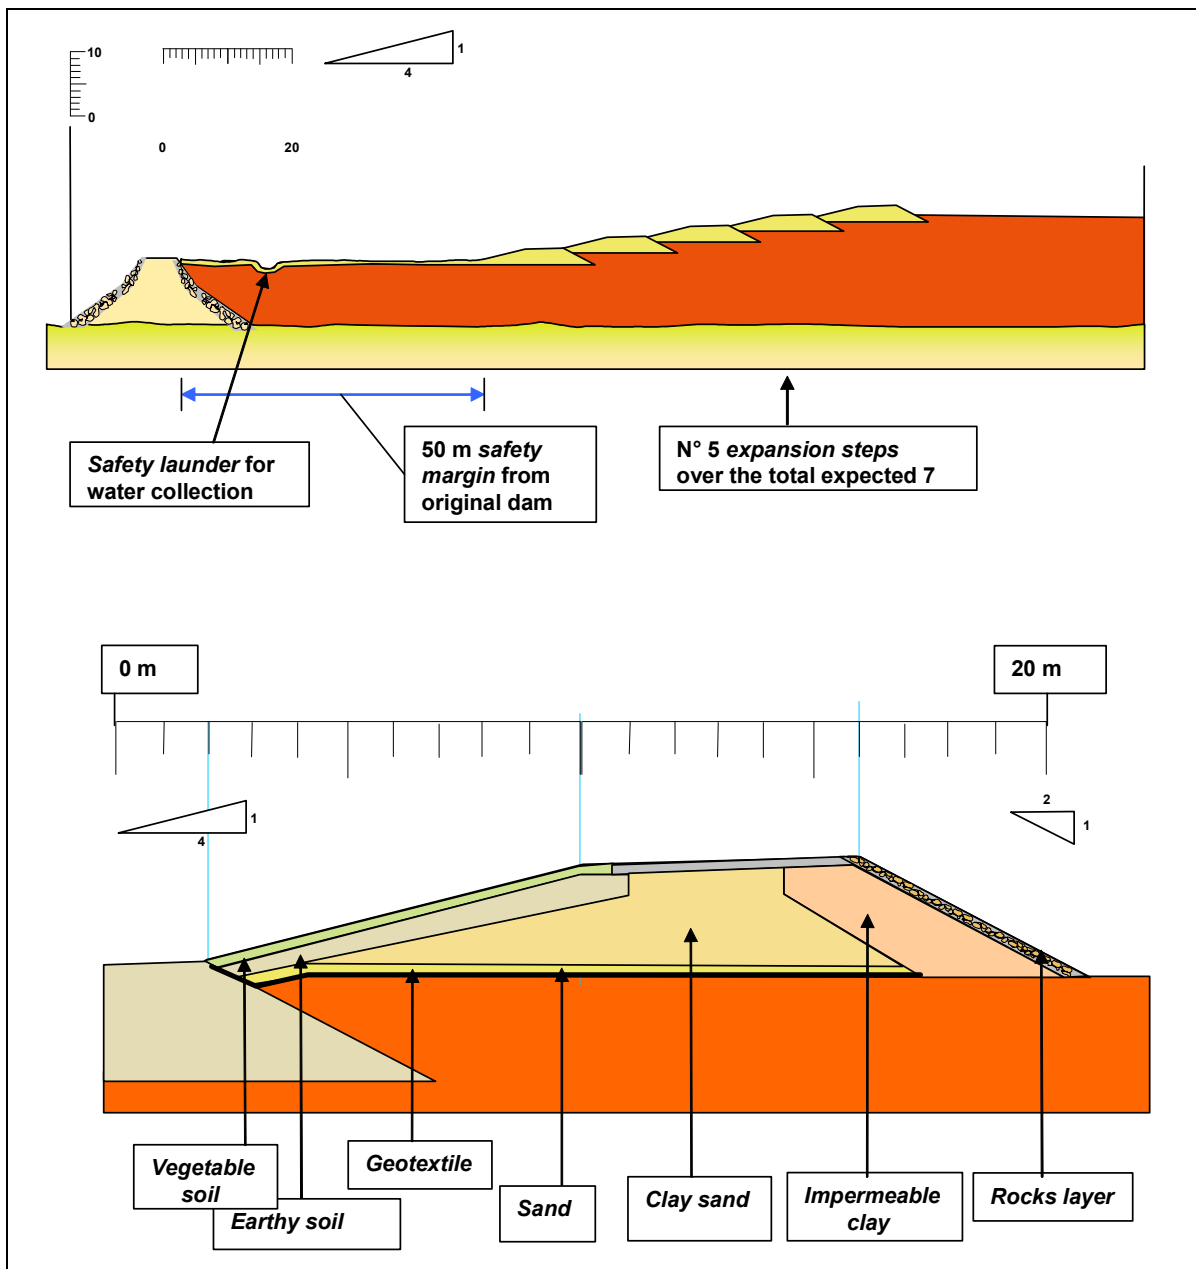 10
1
4
0
0
20
Safety launder for
water collection
50 m safety
margin from
original dam
N° 5 expansion steps
over the total expected 7
0 m
20 m
2
1
4
1
Vegetable
soil
Earthy soil
Geotextile
Sand
Clay sand
Impermeable
clay
Rocks layer